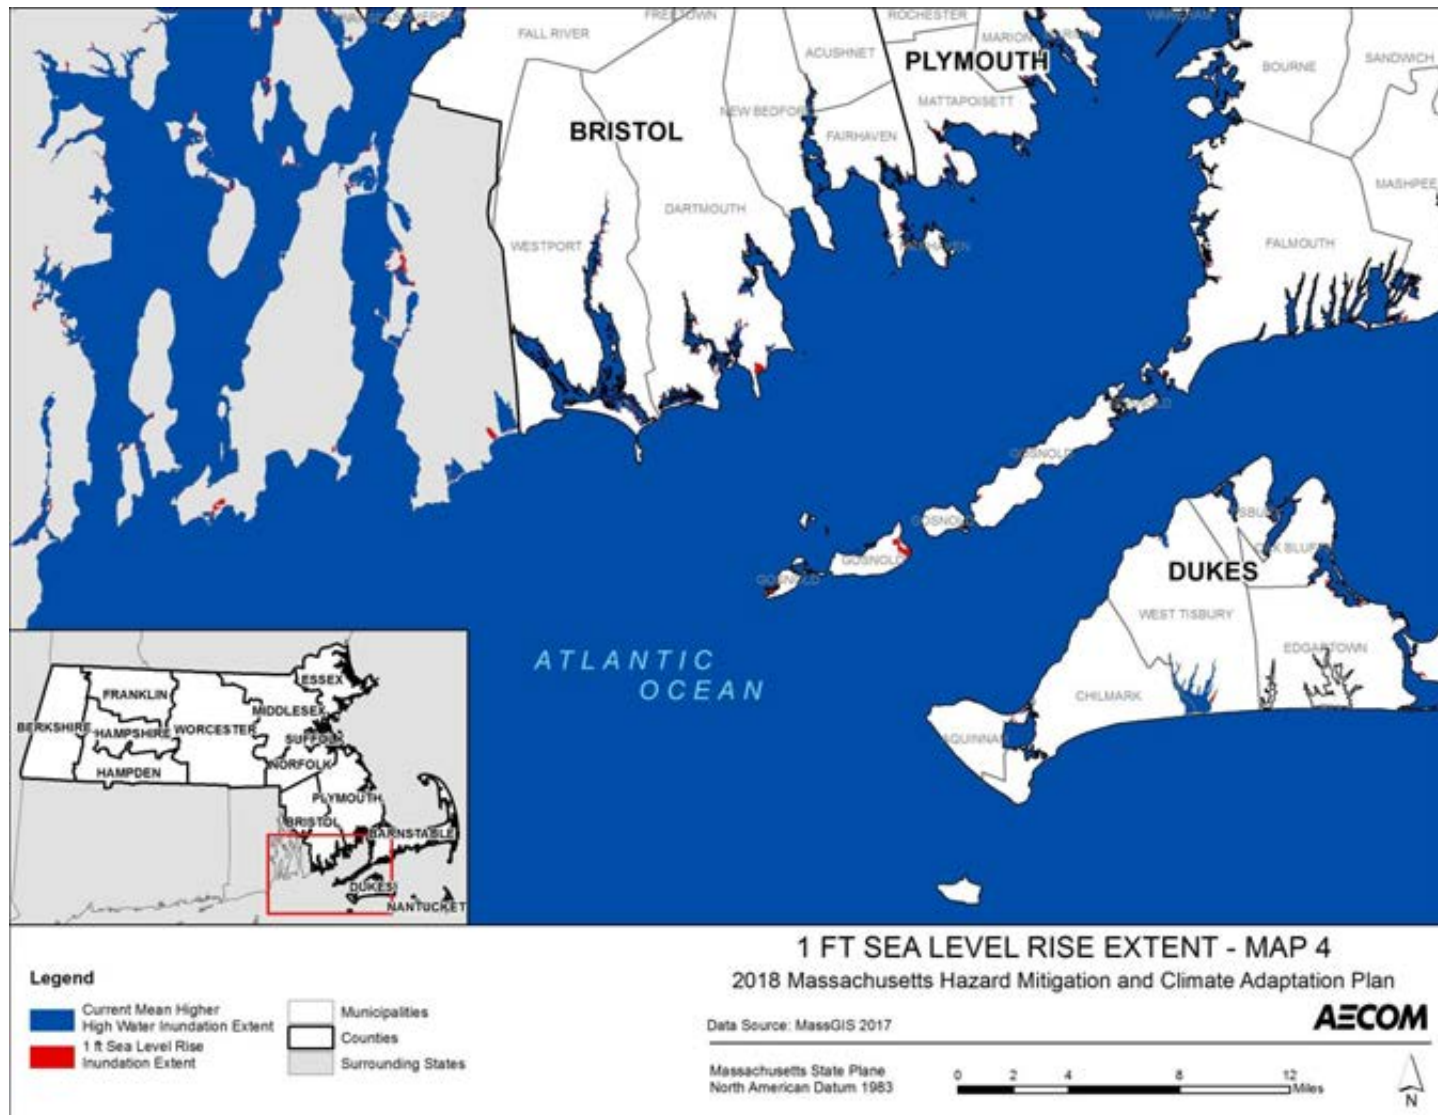 FREETOWN
ROCHESTER
WAREHAM
FALL RIVER
ACUSHNET
MARION
SANDWICH
PLYMOUTH
BOURNE
MATTAPOISETT
NEW BEDFORD
BRISTOL
FAIRHAVEN
MASHPEE
DARTMOUTH
WESTPORT
FALMOUTH
GOSNOLD
GOSNOLD
GOSNOLD
GOSNOLD
DUKES
WEST TISBURY
EDGARTOWN
ATLANTIC
OCEAN
CHILMARK
ESSEX
FRANKLIN
MIDDLESEX
BERKSHIRE
HAMPSHIRE
WORCESTER
SUFFOLK
NORFOLK
HAMPDEN
PLYMOUTH
BRISTOL
BARNSTABLE
DUKES
NANTUCKET
1 FT SEA LEVEL RISE EXTENT - MAP 4
2018 Massachusetts Hazard Mitigation and Climate Adaptation Plan
Legend
Current Mean Higher
High Water Inundation Extent
1 ft Sea Level Rise
Inundation Extent
Municipalities
Counties
Surrounding States
Data Source: MassGIS 2017
AECOM
Massachusetts State Plane
North American Datum 1983
0 2 4 8 12
Miles
N